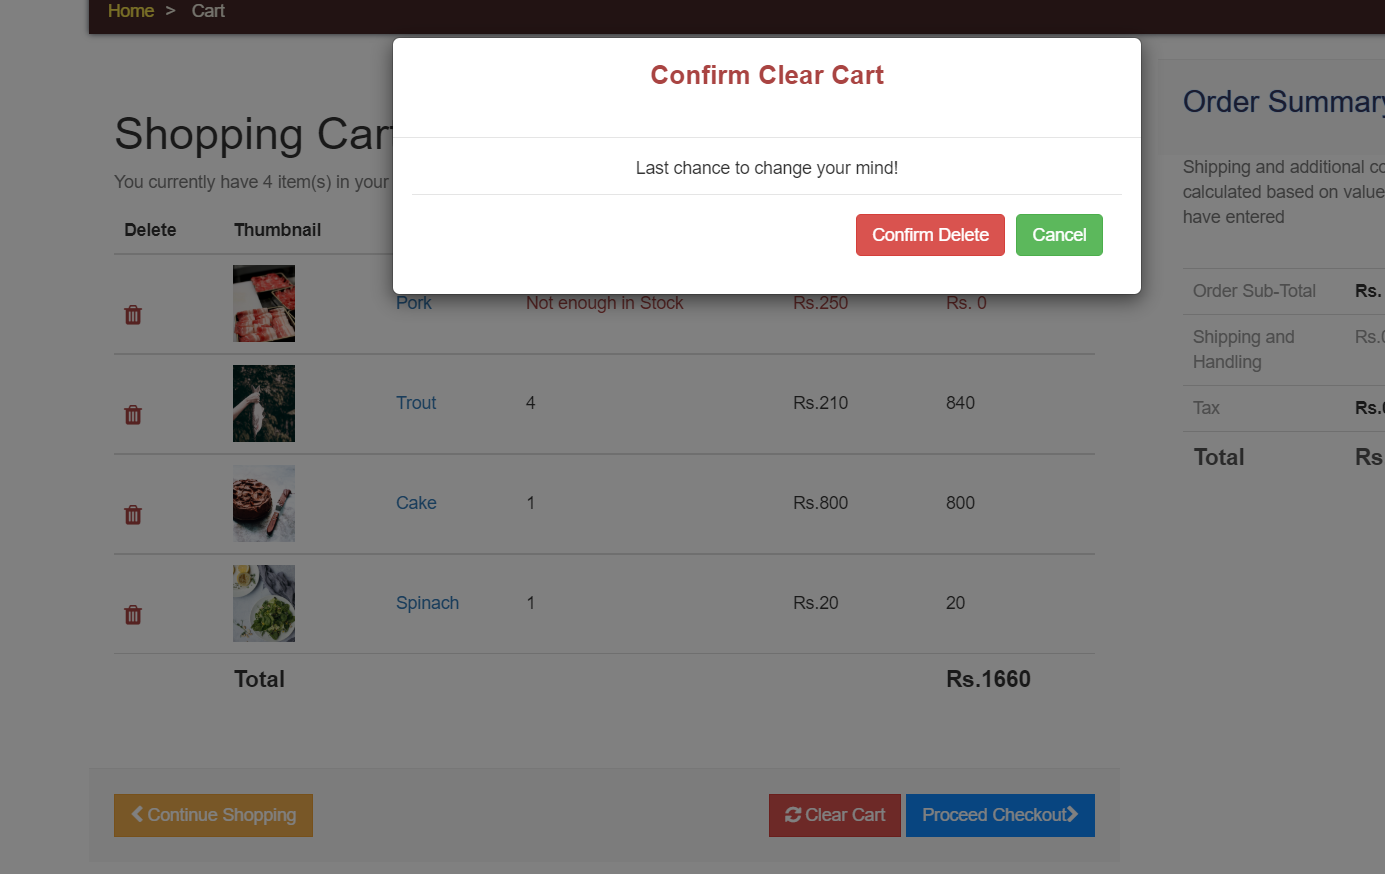 Home > Cart
Confirm Clear Cart
Last chance to change your mind!
Confirm Delete Cancel
Shopping
You currently have 4 item(s) in your
Delete Thumbnail
Pork Not enough in Stock Rs.250 Rs. 0
Trout 4 Rs.210 840
Cake 1 Rs.800 800
Spinach 1 Rs.20 20
Total Rs.1660
Continue Shopping Clear Cart Proceed Checkout
Order Summary
Shipping and additional
calculated based on value
have entered
Order Sub-Total Rs.
Shipping and
Handling
Tax
Total Rs